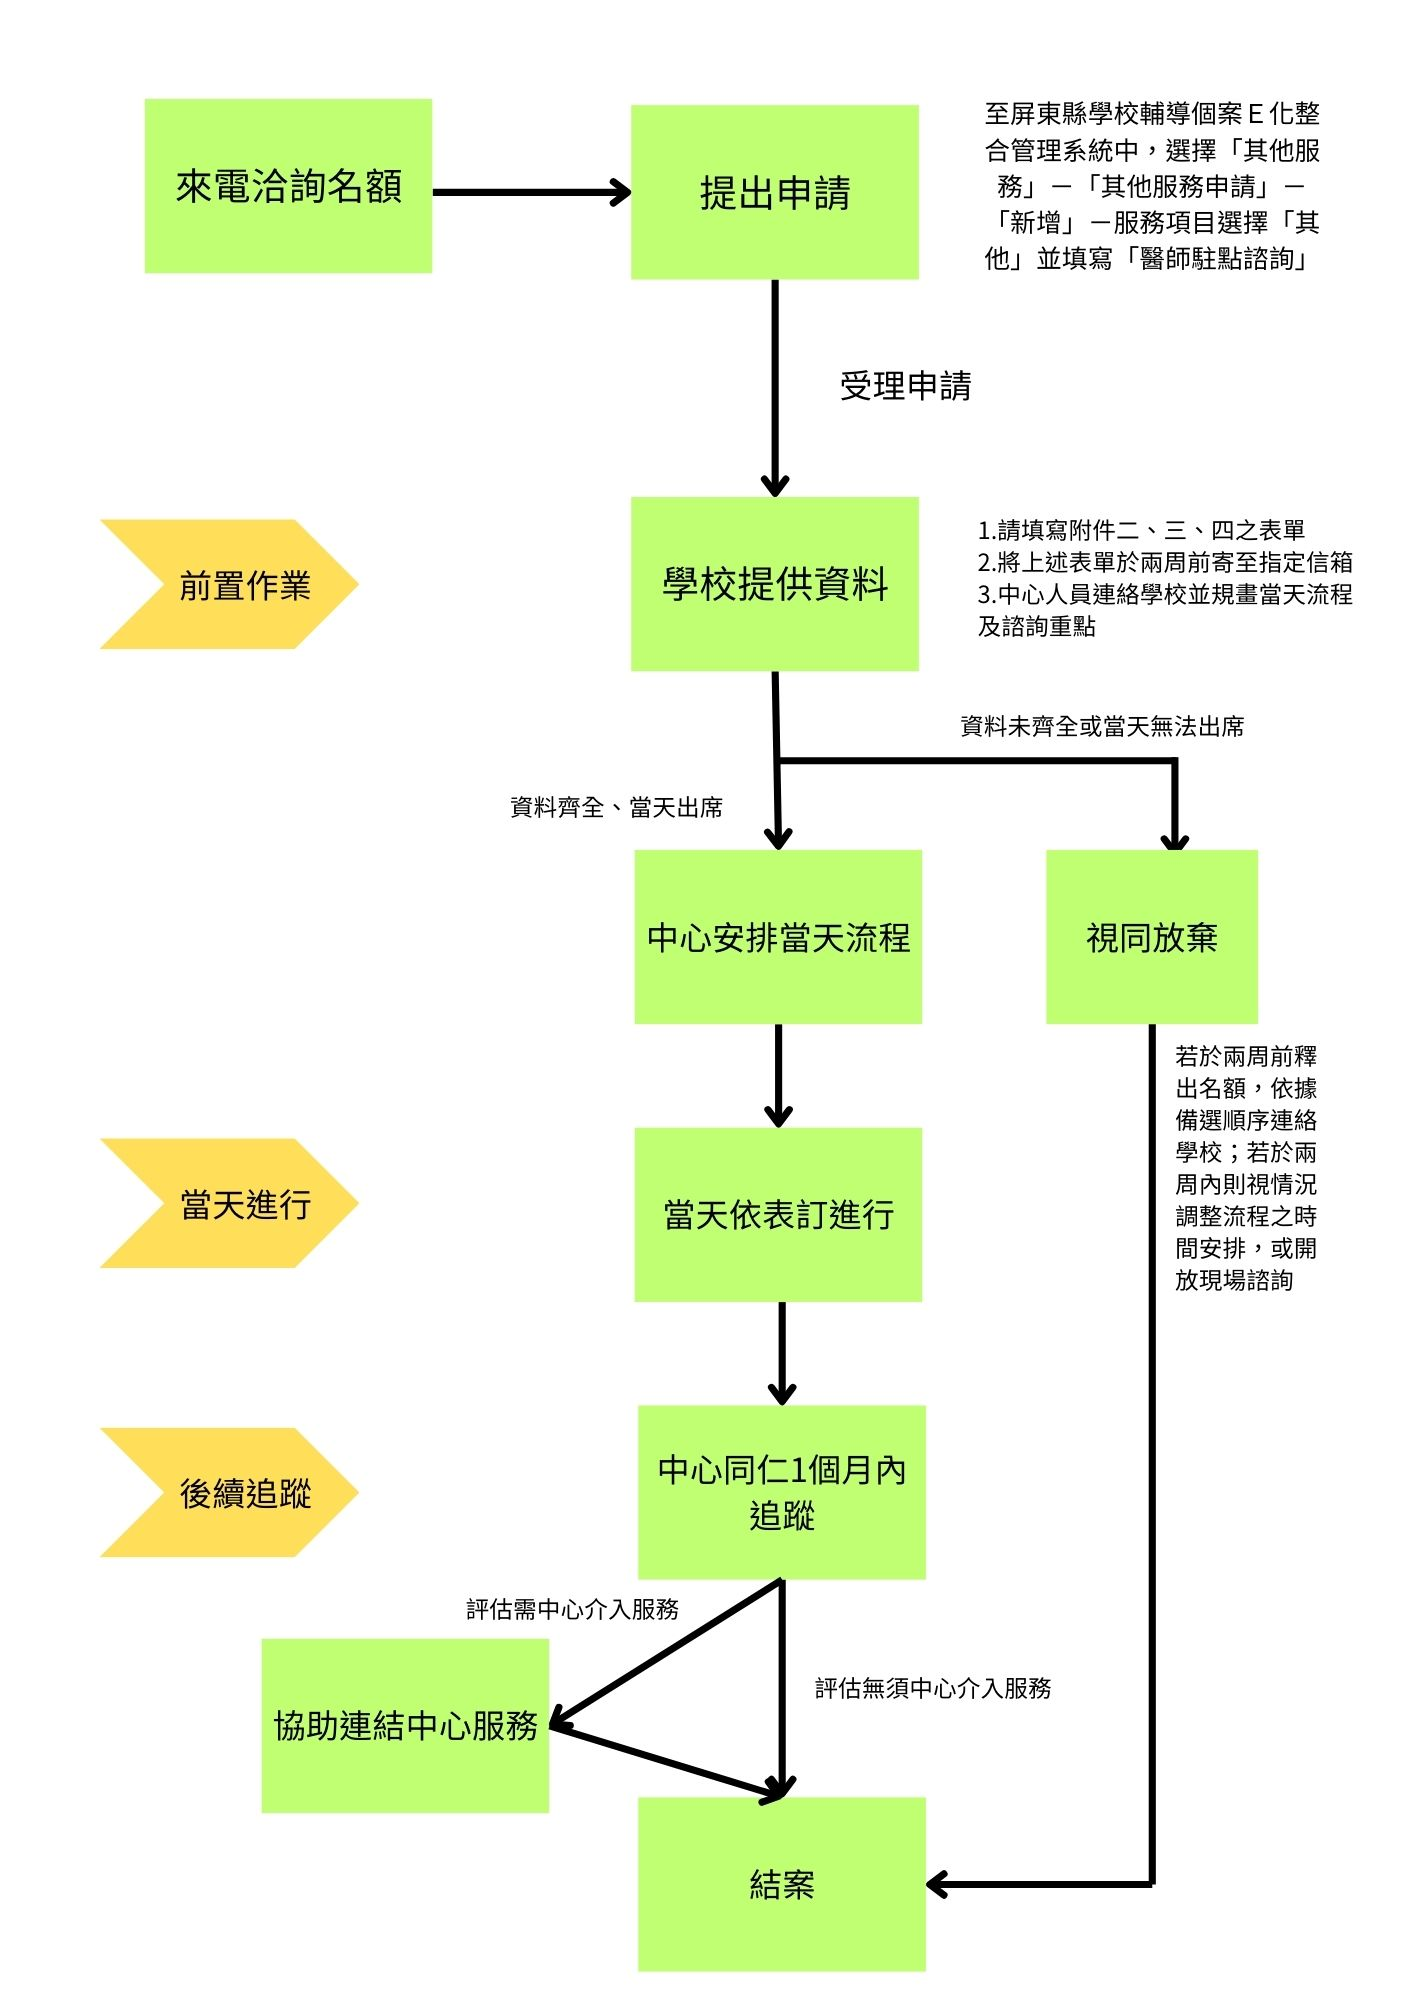 來電洽詢名額
提出申請
至屏東縣學校輔導個案Ｅ化整
合管理系統中，選擇「其他服
務」－「其他服務申請」－
「新增」－服務項目選擇「其
他」並填寫「醫師駐點諮詢」
受理申請
前置作業
學校提供資料
1.請填寫附件二、三、四之表單
2.將上述表單於兩周前寄至指定信箱
3.中心人員連絡學校並規畫當天流程
及諮詢重點
資料未齊全或當天無法出席
資料齊全、當天出席
中心安排當天流程
視同放棄
若於兩周前釋
出名額，依據
備選順序連絡
學校；若於兩
周內則視情況
調整流程之時
間安排，或開
放現場諮詢
當天進行
當天依表訂進行
後續追蹤
中心同仁1個月內
追蹤
評估需中心介入服務
評估無須中心介入服務
協助連結中心服務
結案